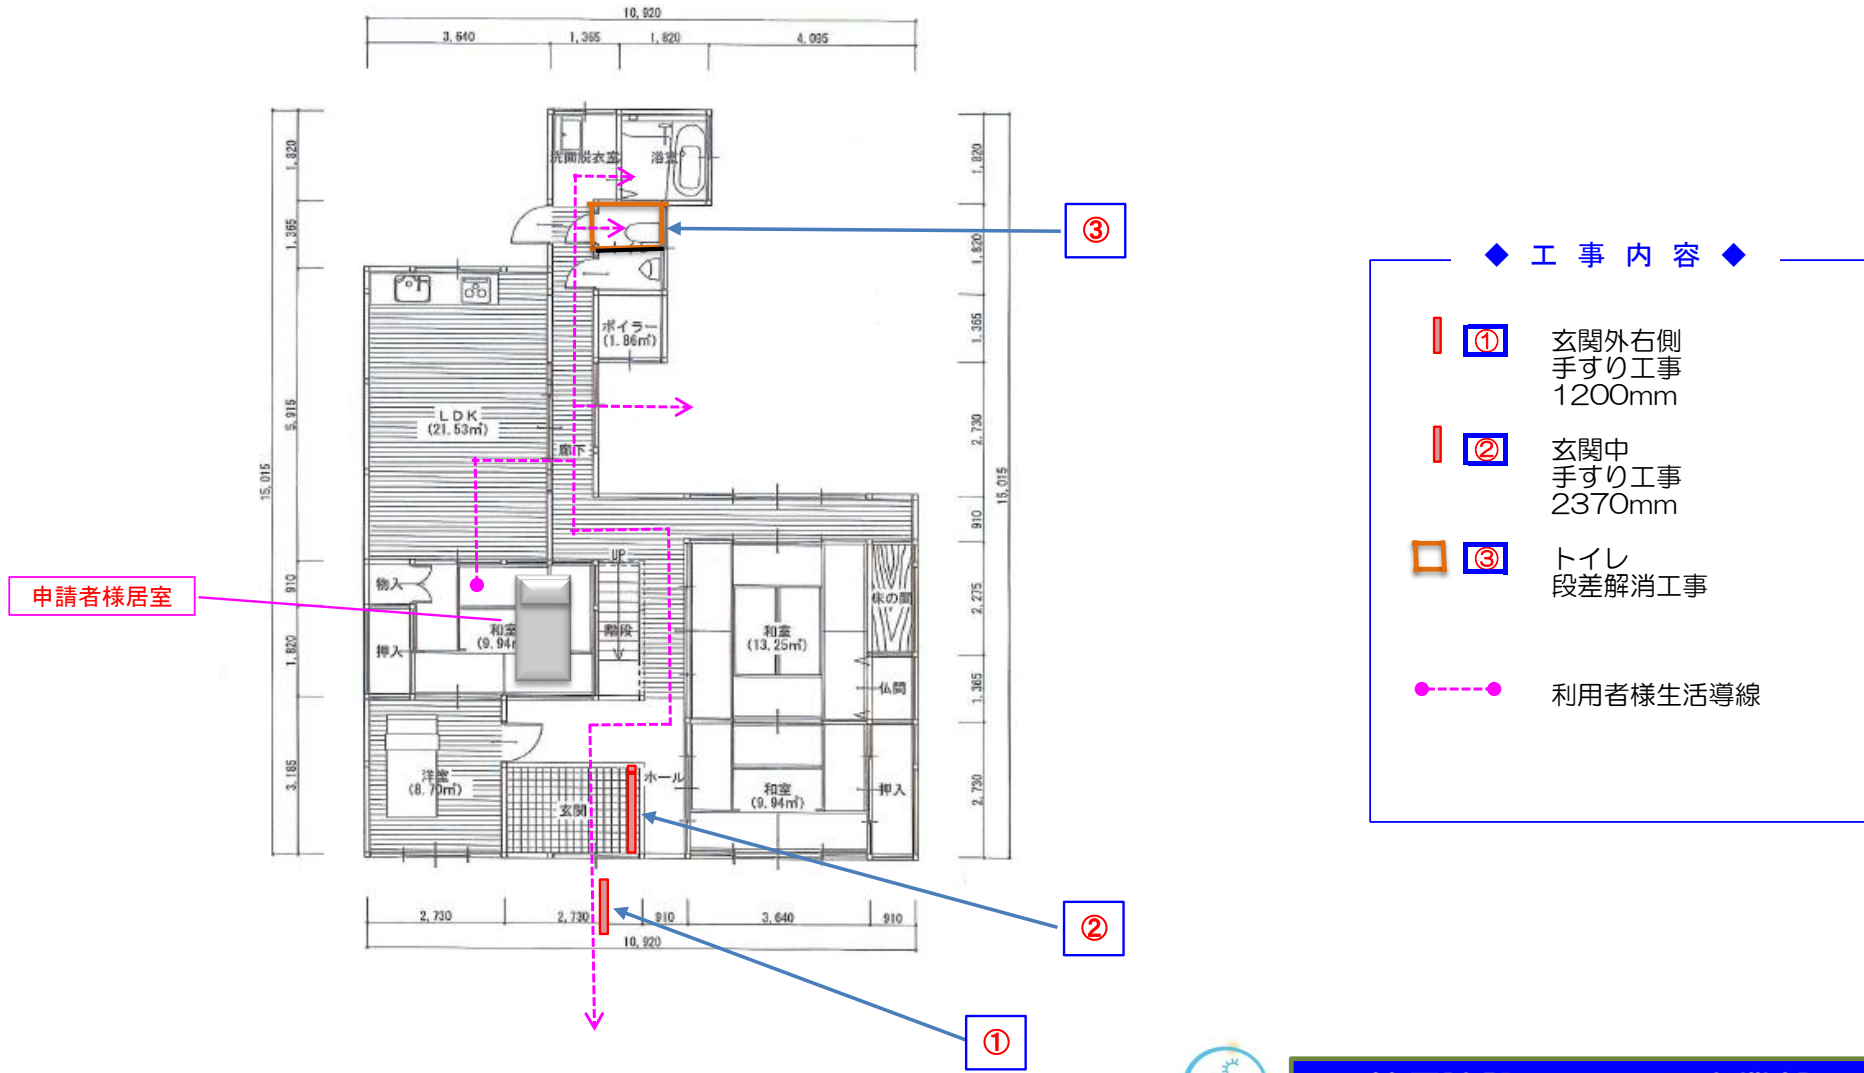 10,920
3,640
1,365
1,820
4,095
15,015
1,820
1,365
5,915
910
1,820
3,185
1,820
1,820
1,365
2,730
910
2,275
1,365
2,730
15,015
洗面脱衣室
浴室
ボイラー
(1.86㎡)
LDK
(21.53㎡)
廊下
UP
物入
押入
和室
(9.94㎡
階段
和室
(13.25㎡)
床の間
仏間
洋室
(8.70㎡)
玄関
ホール
和室
(9.94㎡)
押入
2,730
2,730
910
3,640
910
10,920
申請者様居室
③
②
①
◆ 工 事 内 容 ◆
① 玄関外右側
手すり工事
1200mm
② 玄関中
手すり工事
2370mm
③ トイレ
段差解消工事
利用者様生活導線